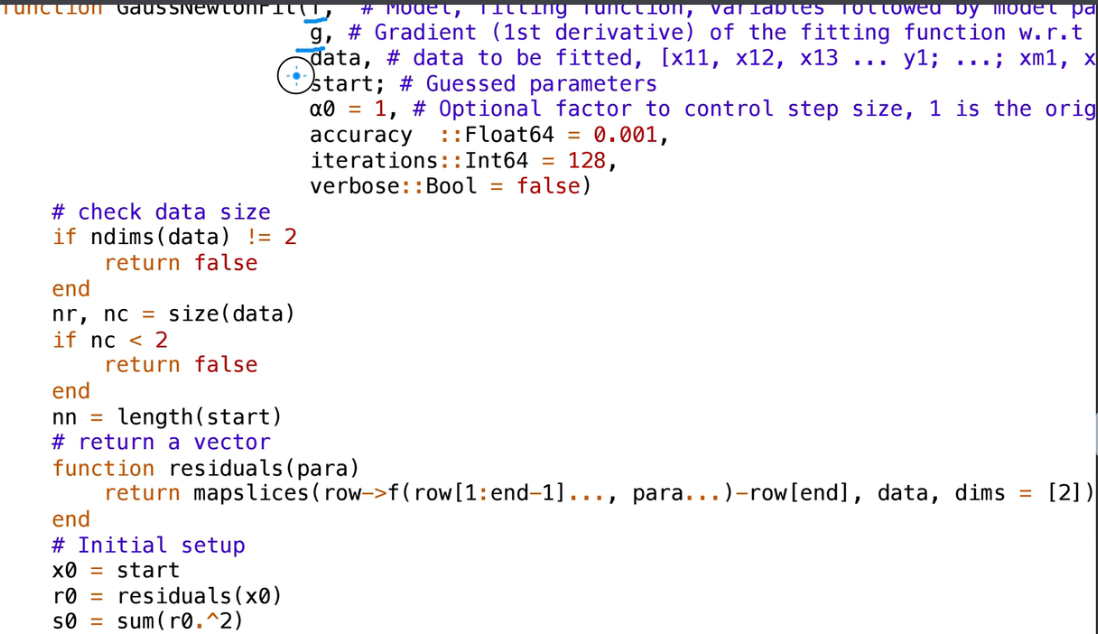 function GaussNewtonFit(f, # Model, fitting function, variables followed by model pa
g, # Gradient (1st derivative) of the fitting function w.r.t
data, # data to be fitted, [x11, x12, x13 ... y1; ...; xm1, x
start; # Guessed parameters
α0 = 1, # Optional factor to control step size, 1 is the orig
accuracy  ::Float64 = 0.001,
iterations::Int64 = 128,
verbose::Bool = false)
# check data size
if ndims(data) != 2
return false
end
nr, nc = size(data)
if nc < 2
return false
end
nn = length(start)
# return a vector
function residuals(para)
return mapslices(row->f(row[1:end-1]..., para...)-row[end], data, dims = [2])
end
# Initial setup
x0 = start
r0 = residuals(x0)
s0 = sum(r0.^2)